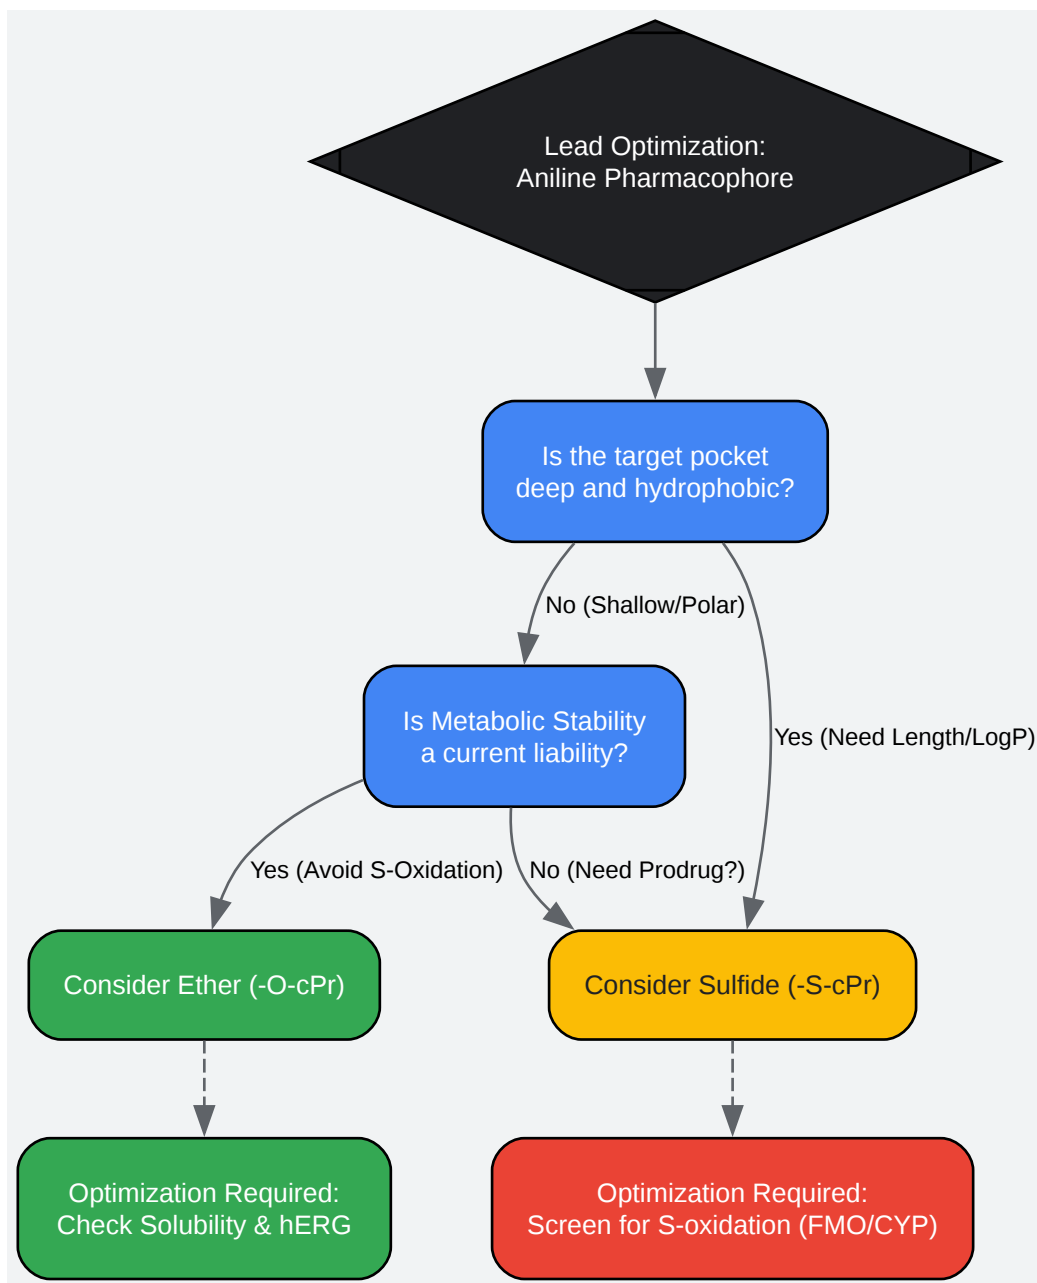 Lead Optimization:
Aniline Pharmacophore
Is the target pocket
deep and hydrophobic?
No (Shallow/Polar)
Is Metabolic Stability
a current liability?
Yes (Need Length/LogP)
Yes (Avoid S-Oxidation)
No (Need Prodrug?)
Consider Ether (-O-cPr)
Consider Sulfide (-S-cPr)
Optimization Required:
Check Solubility & hERG
Optimization Required:
Screen for S-oxidation (FMO/CYP)